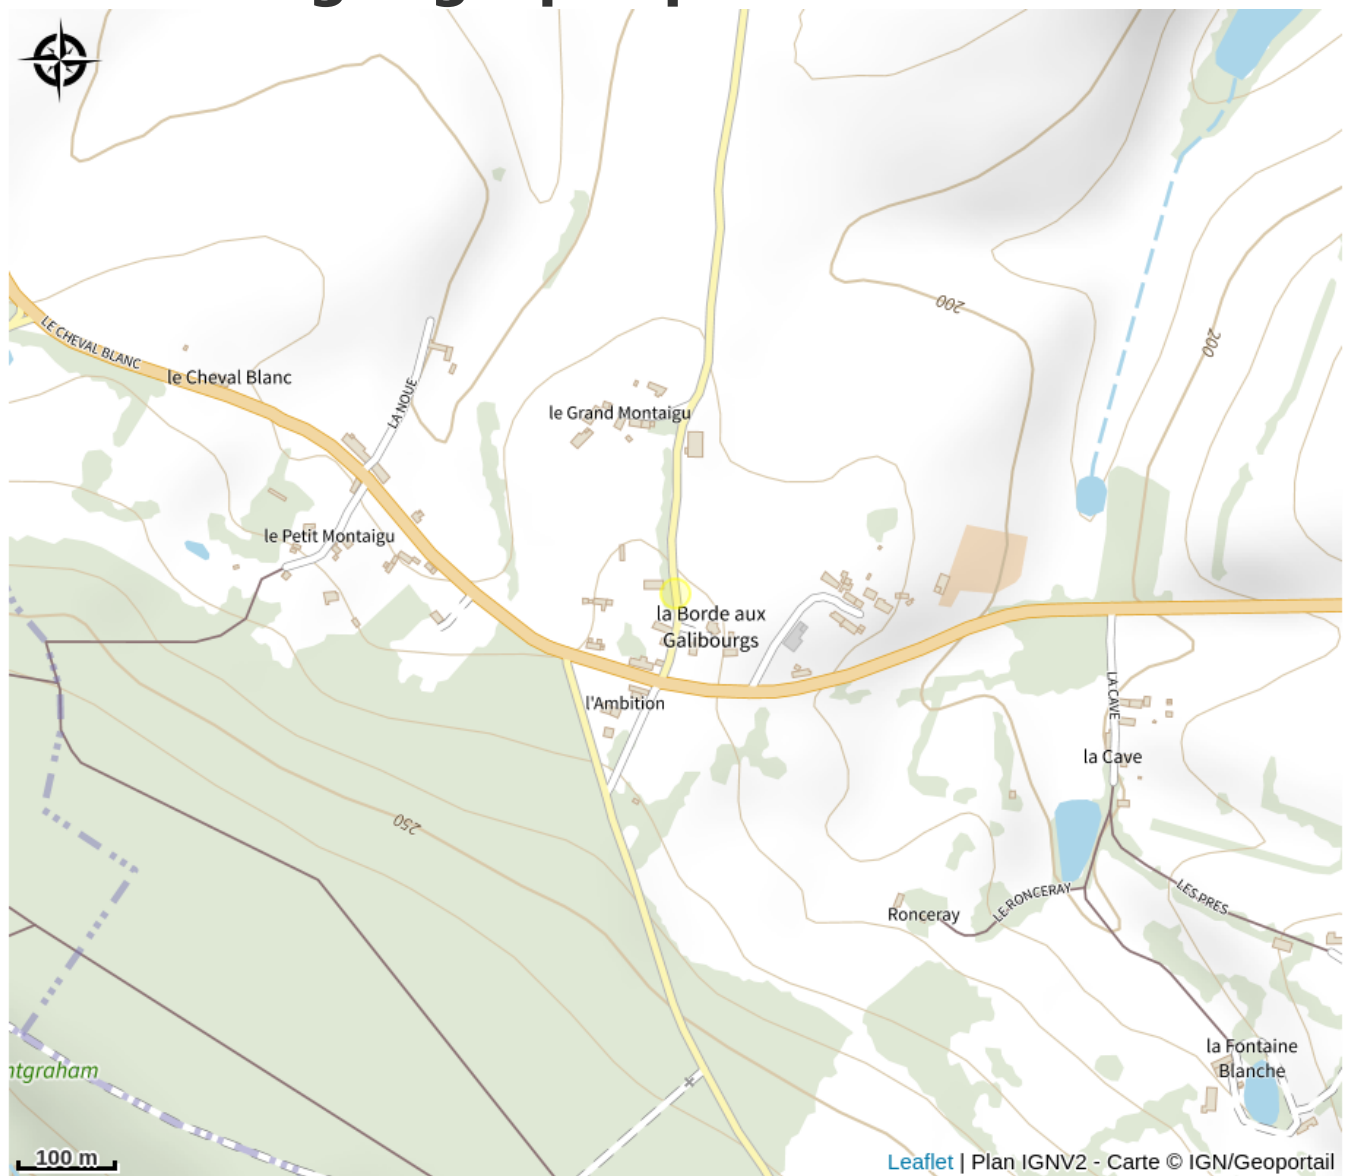 LE CHEVAL BLANC
le Cheval Blanc
LA NOUE
200
200
le Grand Montaigu
le Petit Montaigu
la Borde aux
Galibourgs
l'Ambition
LA CAVE
la Cave
250
Ronceray
LE RONCERAY
LES PRES
la Fontaine
Blanche
ntgraham
100 m
Leaflet | Plan IGNV2 - Carte © IGN/Geoportail